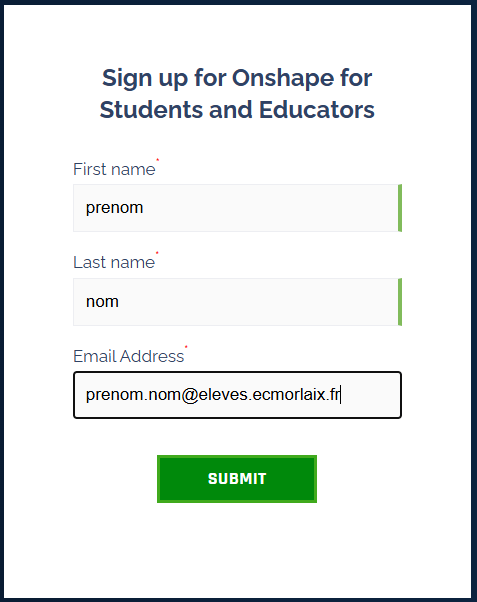 Sign up for Onshape for
Students and Educators
First name*
prenom
Last name*
nom
Email Address*
prenom.nom@eleves.ecmorlaix.fr
SUBMIT